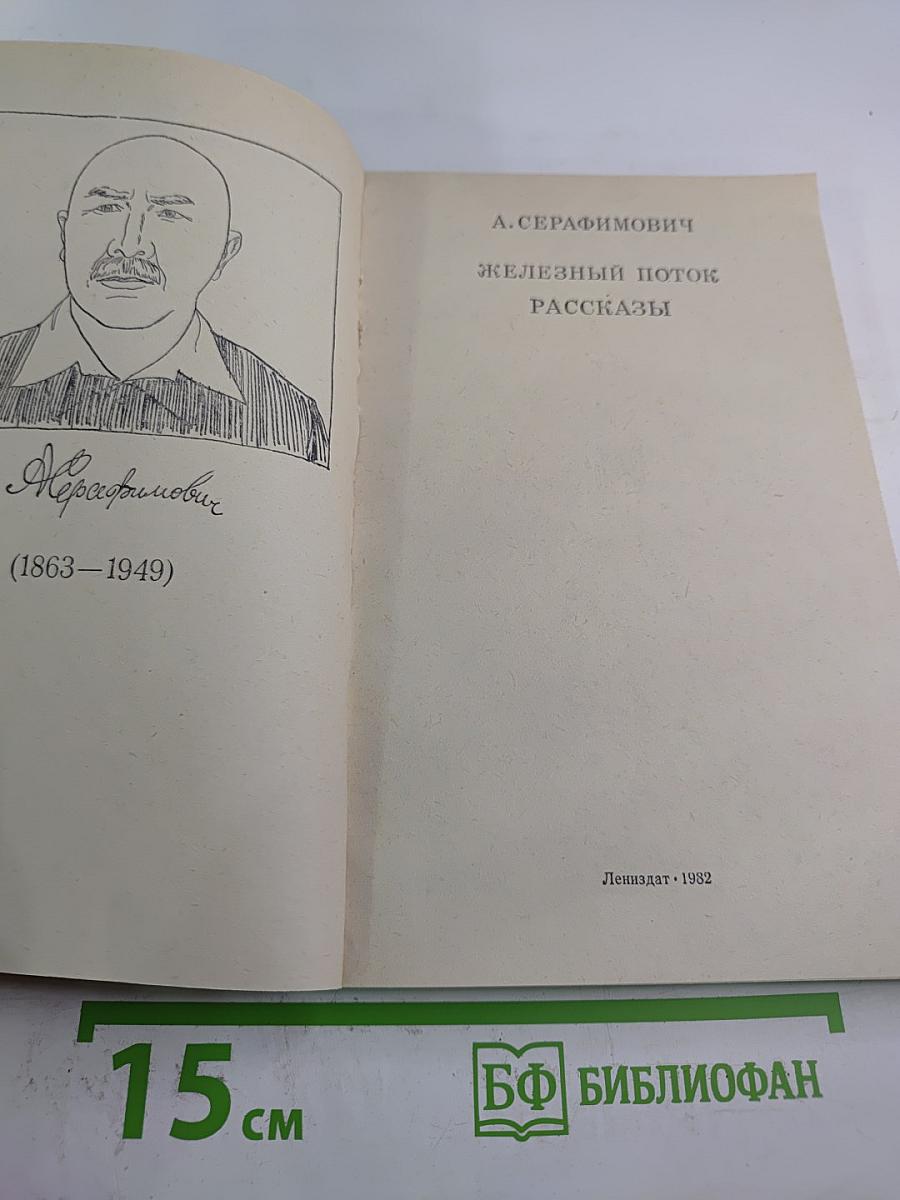 А. Серафимович
(1863—1949)
А. СЕРАФИМОВИЧ
ЖЕЛЕЗНЫЙ ПОТОК
РАССКАЗЫ
Лениздат • 1982
15 см
БФ БИБЛИОФАН